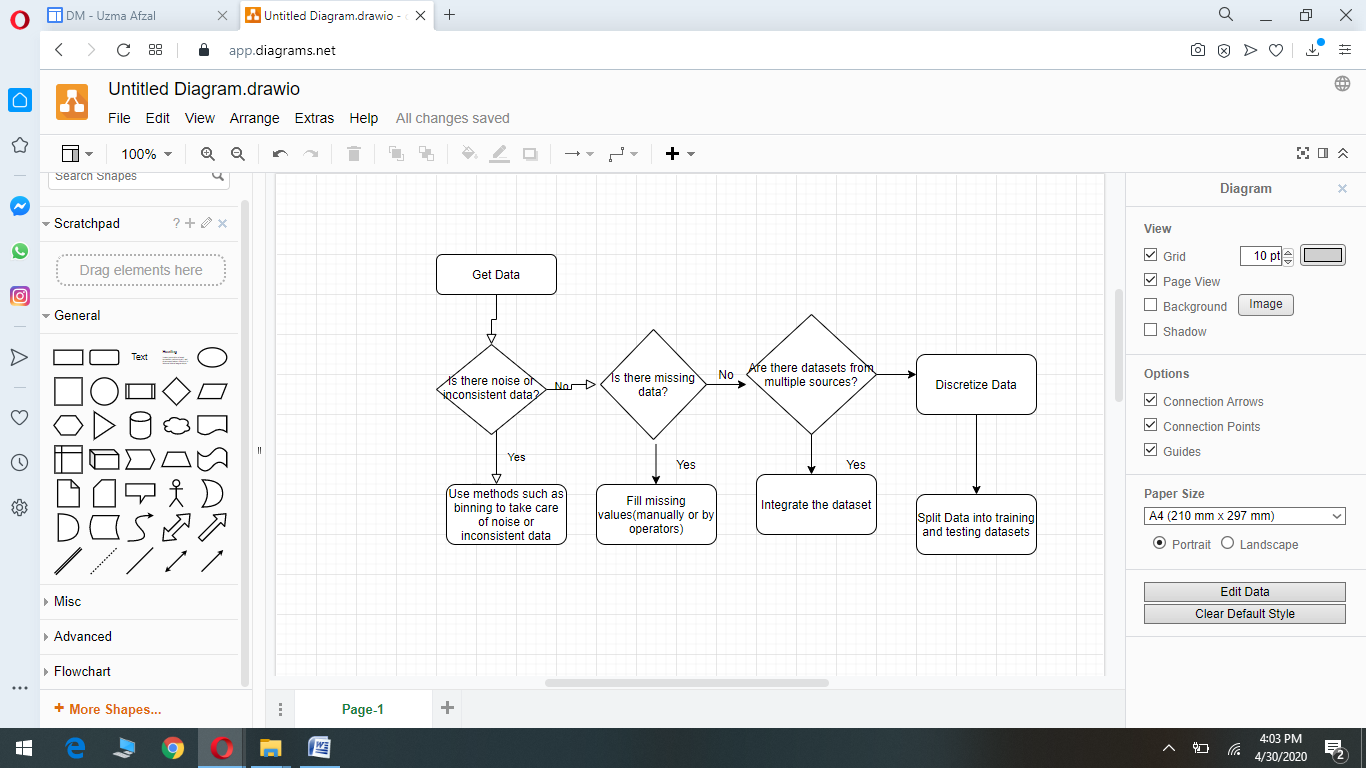 DM - Uzma Afzal
Untitled Diagram.drawio -
app.diagrams.net
Untitled Diagram.drawio
File Edit View Arrange Extras Help All changes saved
100%
Search Shapes
Scratchpad
?
Drag elements here
General
Text
Heading
Misc
Advanced
Flowchart
+ More Shapes...
Get Data
Is there noise or
inconsistent data?
No
Is there missing
data?
No
Are there datasets from
multiple sources?
Discretize Data
Yes
Yes
Yes
Use methods such as
binning to take care
of noise or
inconsistent data
Fill missing
values(manually or by
operators)
Integrate the dataset
Split Data into training
and testing datasets
Page-1
Diagram
View
Grid
10 pt
Page View
Background
Image
Shadow
Options
Connection Arrows
Connection Points
Guides
Paper Size
A4 (210 mm x 297 mm)
Portrait
Landscape
Edit Data
Clear Default Style
4:03 PM
4/30/2020
2